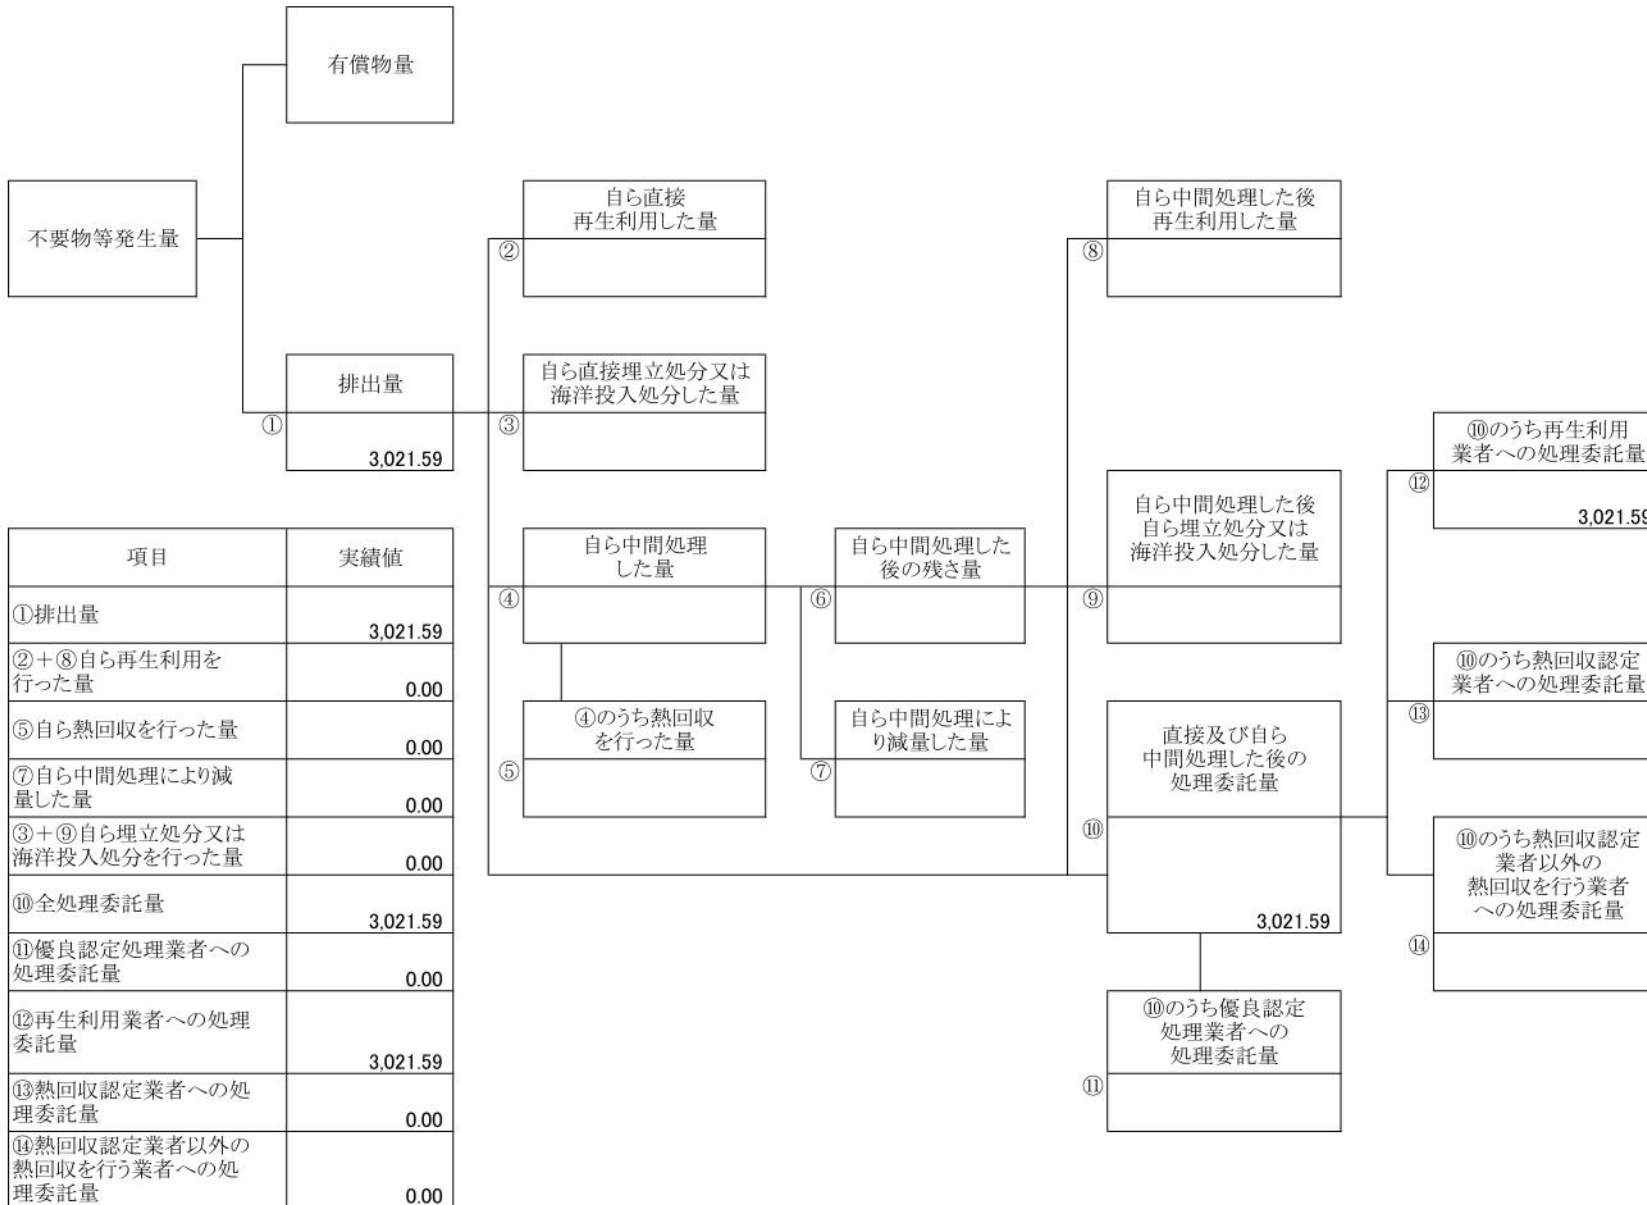 有償物量
不要物等発生量
自ら直接
再生利用した量
②
自ら中間処理した後
再生利用した量
⑧
排出量
①
3,021.59
自ら直接埋立処分又は
海洋投入処分した量
③
⑩のうち再生利用
業者への処理委託量
⑫
3,021.59
自ら中間処理した後
自ら埋立処分又は
海洋投入処分した量
⑨
自ら中間処理
した量
④
自ら中間処理した
後の残さ量
⑥
⑩のうち熱回収認定
業者への処理委託量
⑬
④のうち熱回収
を行った量
⑤
自ら中間処理によ
り減量した量
⑦
直接及び自ら
中間処理した後の
処理委託量
⑩
3,021.59
⑩のうち熱回収認定
業者以外の
熱回収を行う業者
への処理委託量
⑭
⑩のうち優良認定
処理業者への
処理委託量
⑪
項目 実績値
①排出量
3,021.59
②＋⑧自ら再生利用を
行った量
0.00
⑤自ら熱回収を行った量
0.00
⑦自ら中間処理により減
量した量
0.00
③＋⑨自ら埋立処分又は
海洋投入処分を行った量
0.00
⑩全処理委託量
3,021.59
⑪優良認定処理業者への
処理委託量
0.00
⑫再生利用業者への処理
委託量
3,021.59
⑬熱回収認定業者への処
理委託量
0.00
⑭熱回収認定業者以外の
熱回収を行う業者への処
理委託量
0.00